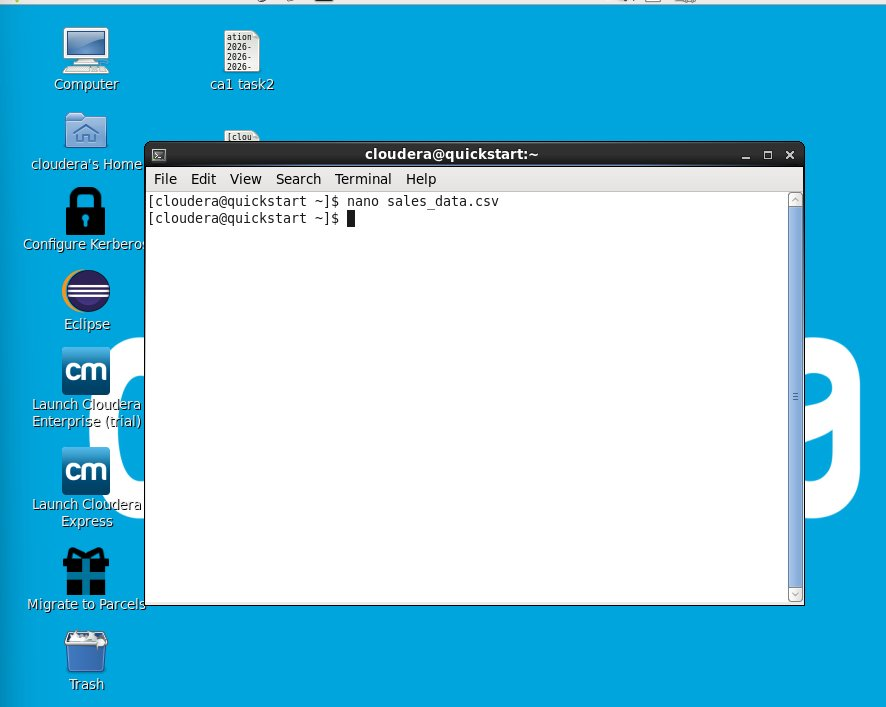 Computer
ation
2026-
2026-
2026-
ca1 task2
cloudera's Home
[clou
Configure Kerberos
Eclipse
cm
Launch Cloudera
Enterprise (trial)
cm
Launch Cloudera
Express
Migrate to Parcels
Trash
cloudera@quickstart:~
File Edit View Search Terminal Help
[cloudera@quickstart ~]$ nano sales_data.csv
[cloudera@quickstart ~]$